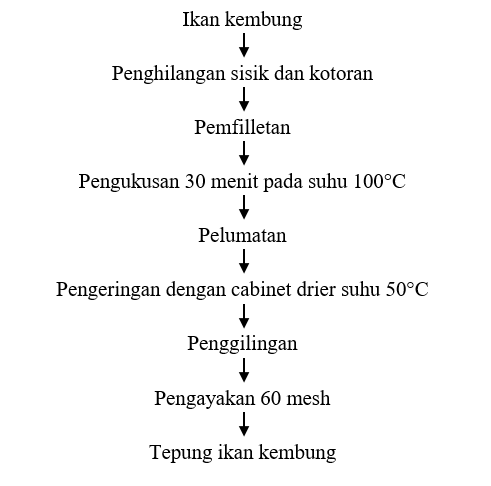 Ikan kembung
Penghilangan sisik dan kotoran
Pemfilletan
Pengukusan 30 menit pada suhu 100°C
Pelumatan
Pengeringan dengan cabinet drier suhu 50°C
Penggilingan
Pengayakan 60 mesh
Tepung ikan kembung